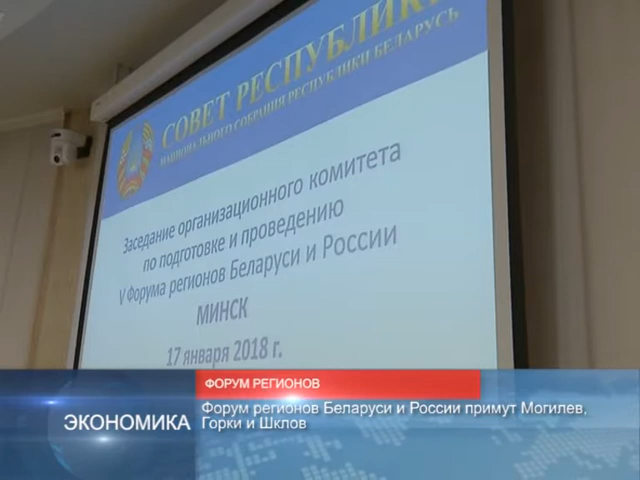 СОВЕТ РЕСПУБЛИКИ
НАЦИОНАЛЬНОГО СОБРАНИЯ РЕСПУБЛИКИ БЕЛАРУСЬ
Заседание организационного комитета
по подготовке и проведению
V Форума регионов Беларуси и России
МИНСК
17 января 2018 г.
ФОРУМ РЕГИОНОВ
ЭКОНОМИКА
Форум регионов Беларуси и России примут Могилев,
Горки и Шклов